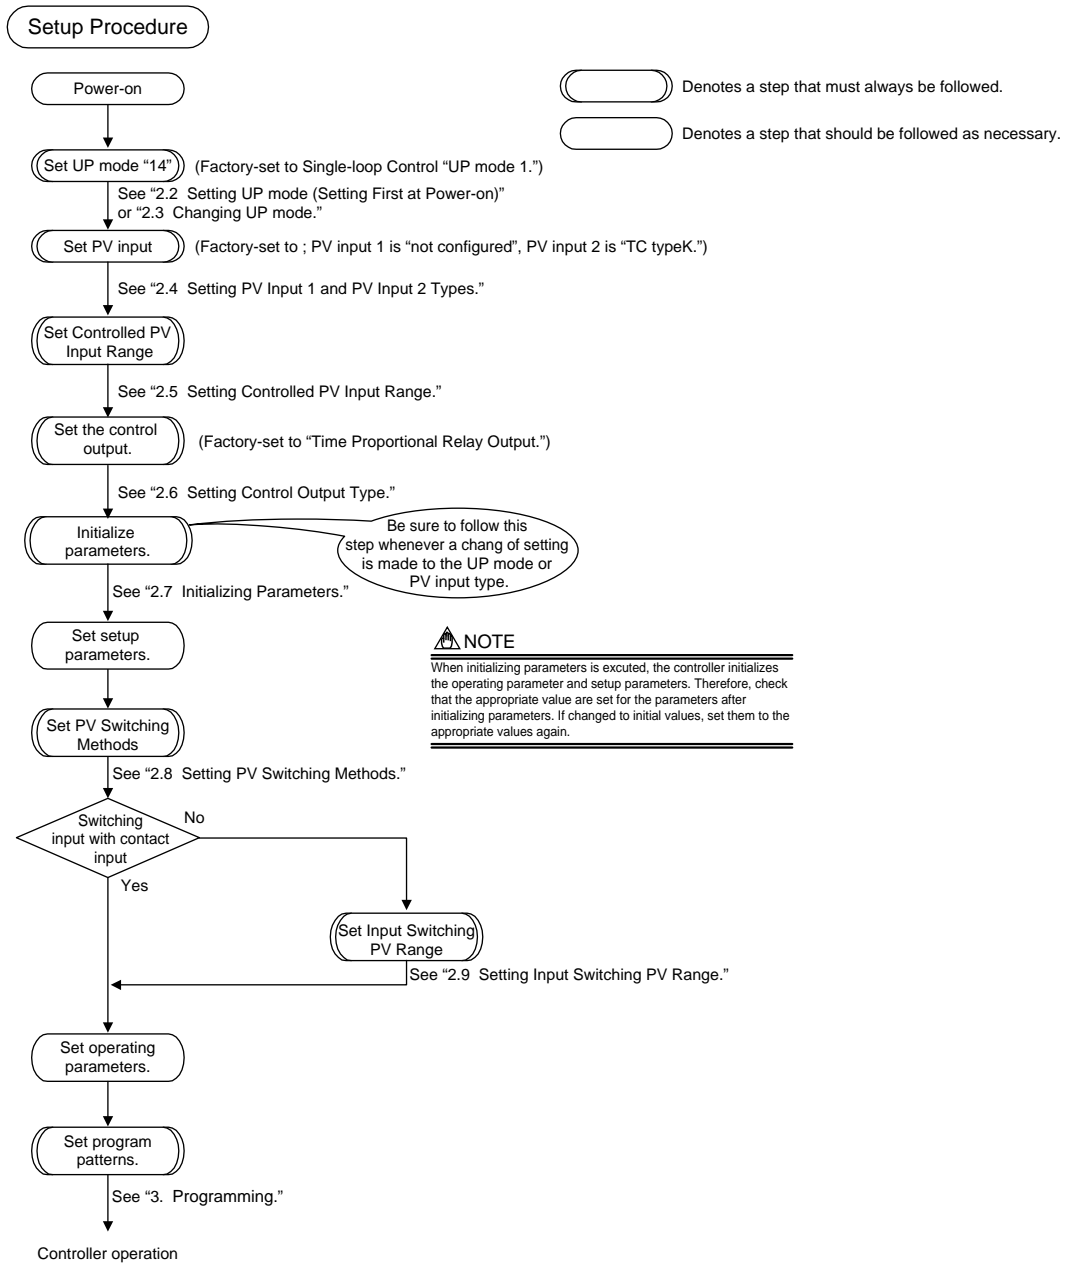 Setup Procedure
Power-on
Denotes a step that must always be followed.
Denotes a step that should be followed as necessary.
Set UP mode “14”
(Factory-set to Single-loop Control “UP mode 1.”)
See “2.2 Setting UP mode (Setting First at Power-on)”
or “2.3 Changing UP mode.”
Set PV input
(Factory-set to ; PV input 1 is “not configured”, PV input 2 is “TC typeK.”)
See “2.4 Setting PV Input 1 and PV Input 2 Types.”
Set Controlled PV
Input Range
See “2.5 Setting Controlled PV Input Range.”
Set the control
output.
(Factory-set to “Time Proportional Relay Output.”)
See “2.6 Setting Control Output Type.”
Initialize
parameters.
Be sure to follow this
step whenever a chang of setting
is made to the UP mode or
PV input type.
See “2.7 Initializing Parameters.”
Set setup
parameters.
NOTE
When initializing parameters is excuted, the controller initializes
the operating parameter and setup parameters. Therefore, check
that the appropriate value are set for the parameters after
initializing parameters. If changed to initial values, set them to the
appropriate values again.
Set PV Switching
Methods
See “2.8 Setting PV Switching Methods.”
Switching
input with contact
input
No
Yes
Set Input Switching
PV Range
See “2.9 Setting Input Switching PV Range.”
Set operating
parameters.
Set program
patterns.
See “3. Programming.”
Controller operation